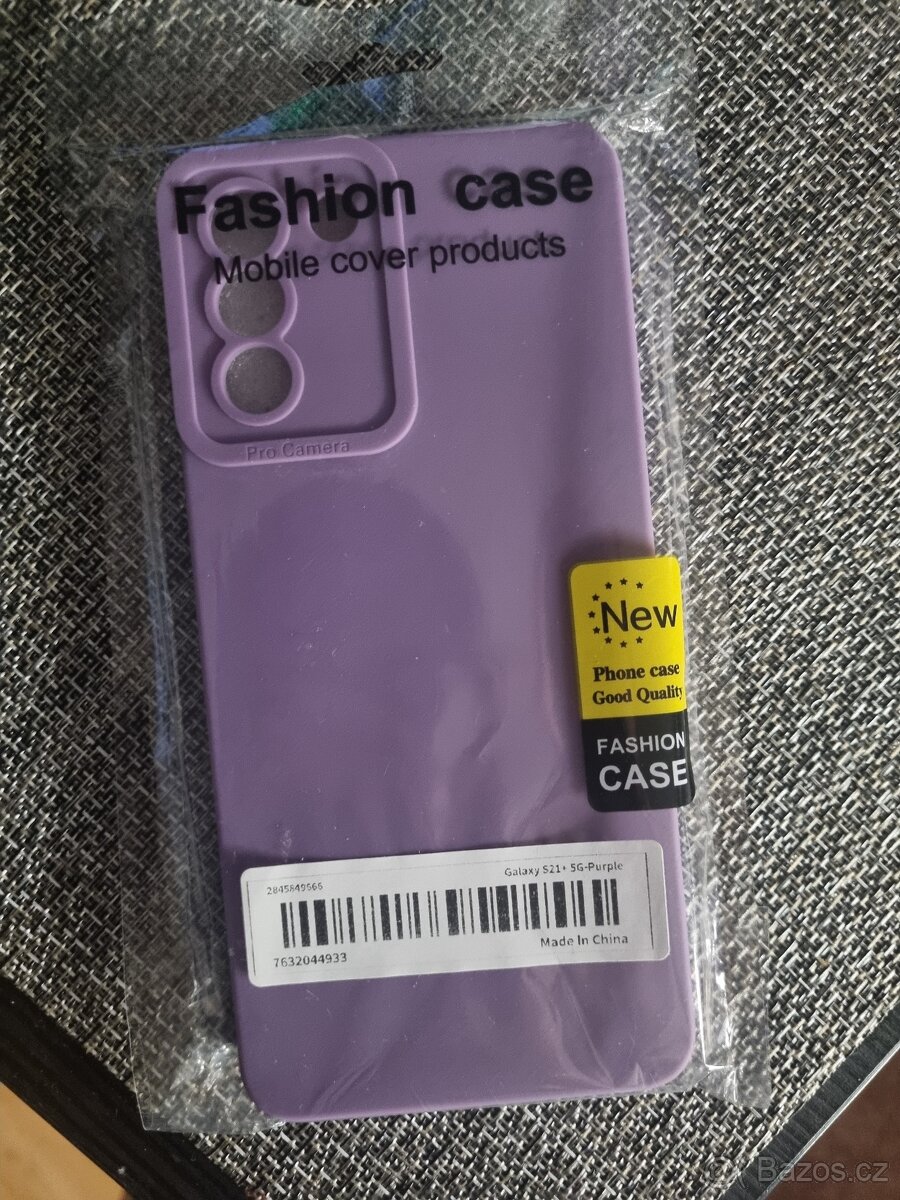 Fashion case
Mobile cover products
Pro Camera
New
Phone case
Good Quality
FASHION
CASE
2845849566
Galaxy S21+ 5G-Purple
Made In China
7632044933
Bazos.cz